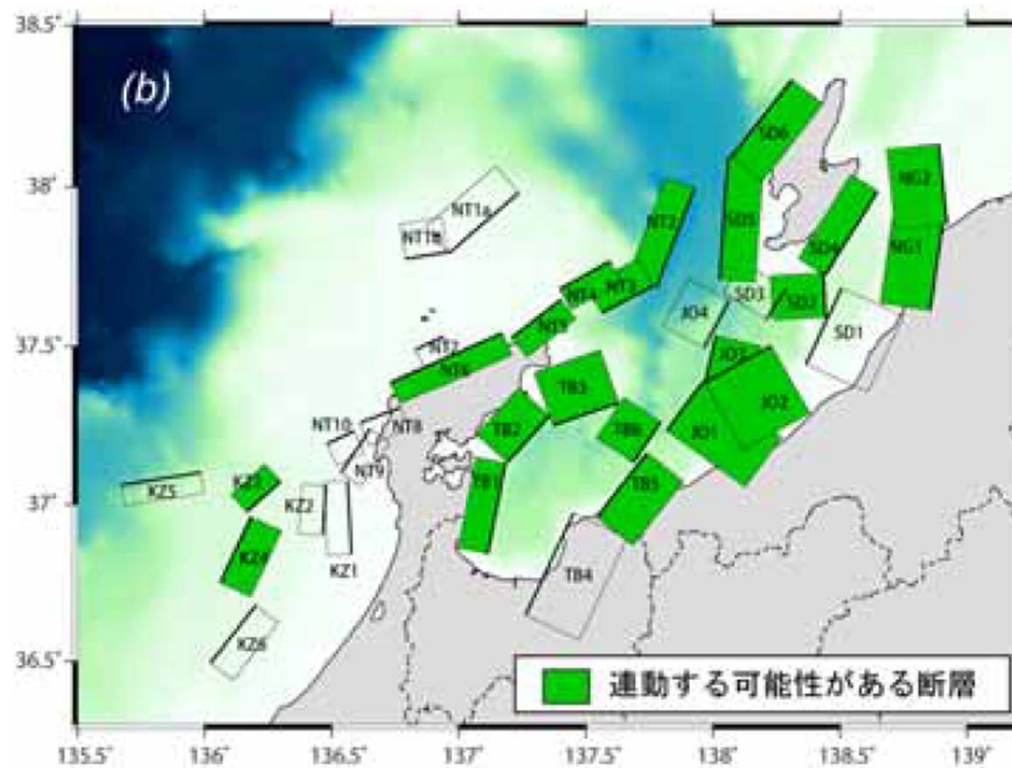 38.5°
(b)
SD6
NG2
38°
NT1a
NT2
SD5
NT1b
SD4
NG1
NT3
SD3
NT4
SD2
JO4
SD1
37.5°
NT5
NT7
JO3
NT6
TB3
JO2
NT10
NT8
TB2
TB6
JO1
NT9
TB1
TB5
KZ5
KZ2
37°
KZ4
KZ1
TB4
KZ6
36.5°
連動する可能性がある断層
135.5°
136°
136.5°
137°
137.5°
138°
138.5°
139°